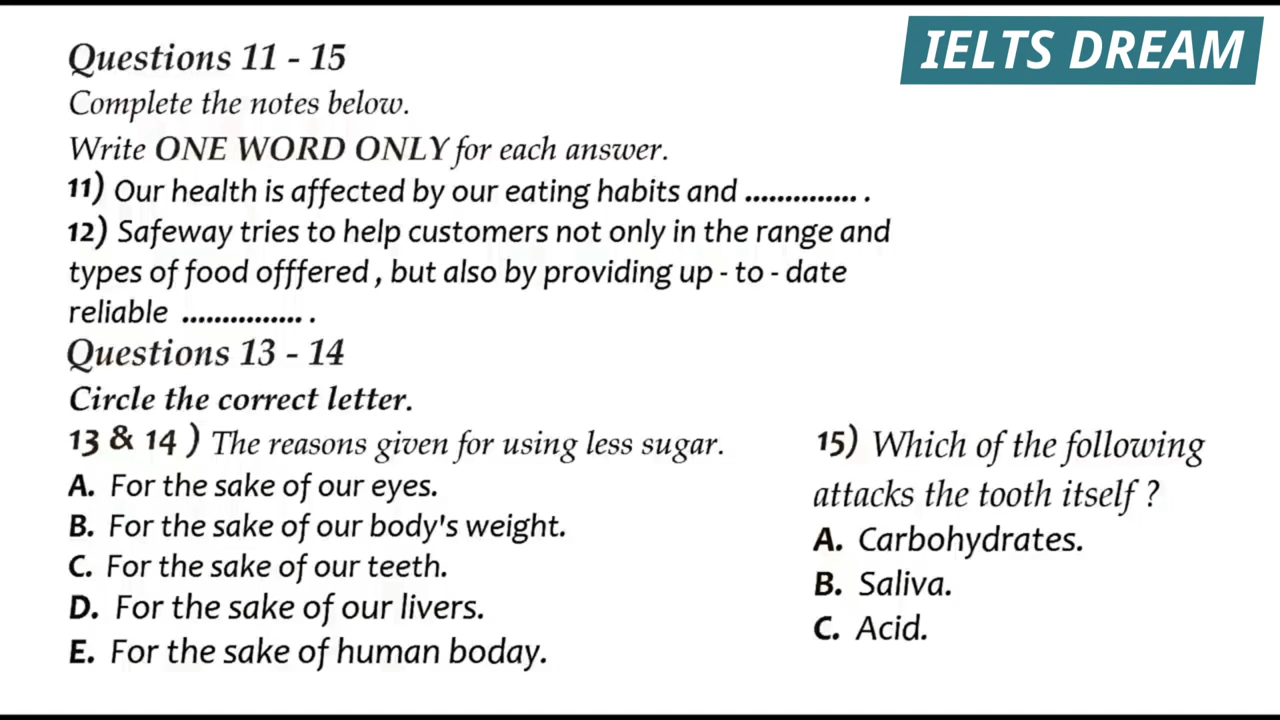 IELTS DREAM
Questions 11 - 15
Complete the notes below.
Write ONE WORD ONLY for each answer.
11) Our health is affected by our eating habits and .............. .
12) Safeway tries to help customers not only in the range and
types of food offfered , but also by providing up - to - date
reliable ............... .
Questions 13 - 14
Circle the correct letter.
13 & 14 ) The reasons given for using less sugar.
A. For the sake of our eyes.
B. For the sake of our body's weight.
C. For the sake of our teeth.
D. For the sake of our livers.
E. For the sake of human boday.
15) Which of the following
attacks the tooth itself ?
A. Carbohydrates.
B. Saliva.
C. Acid.